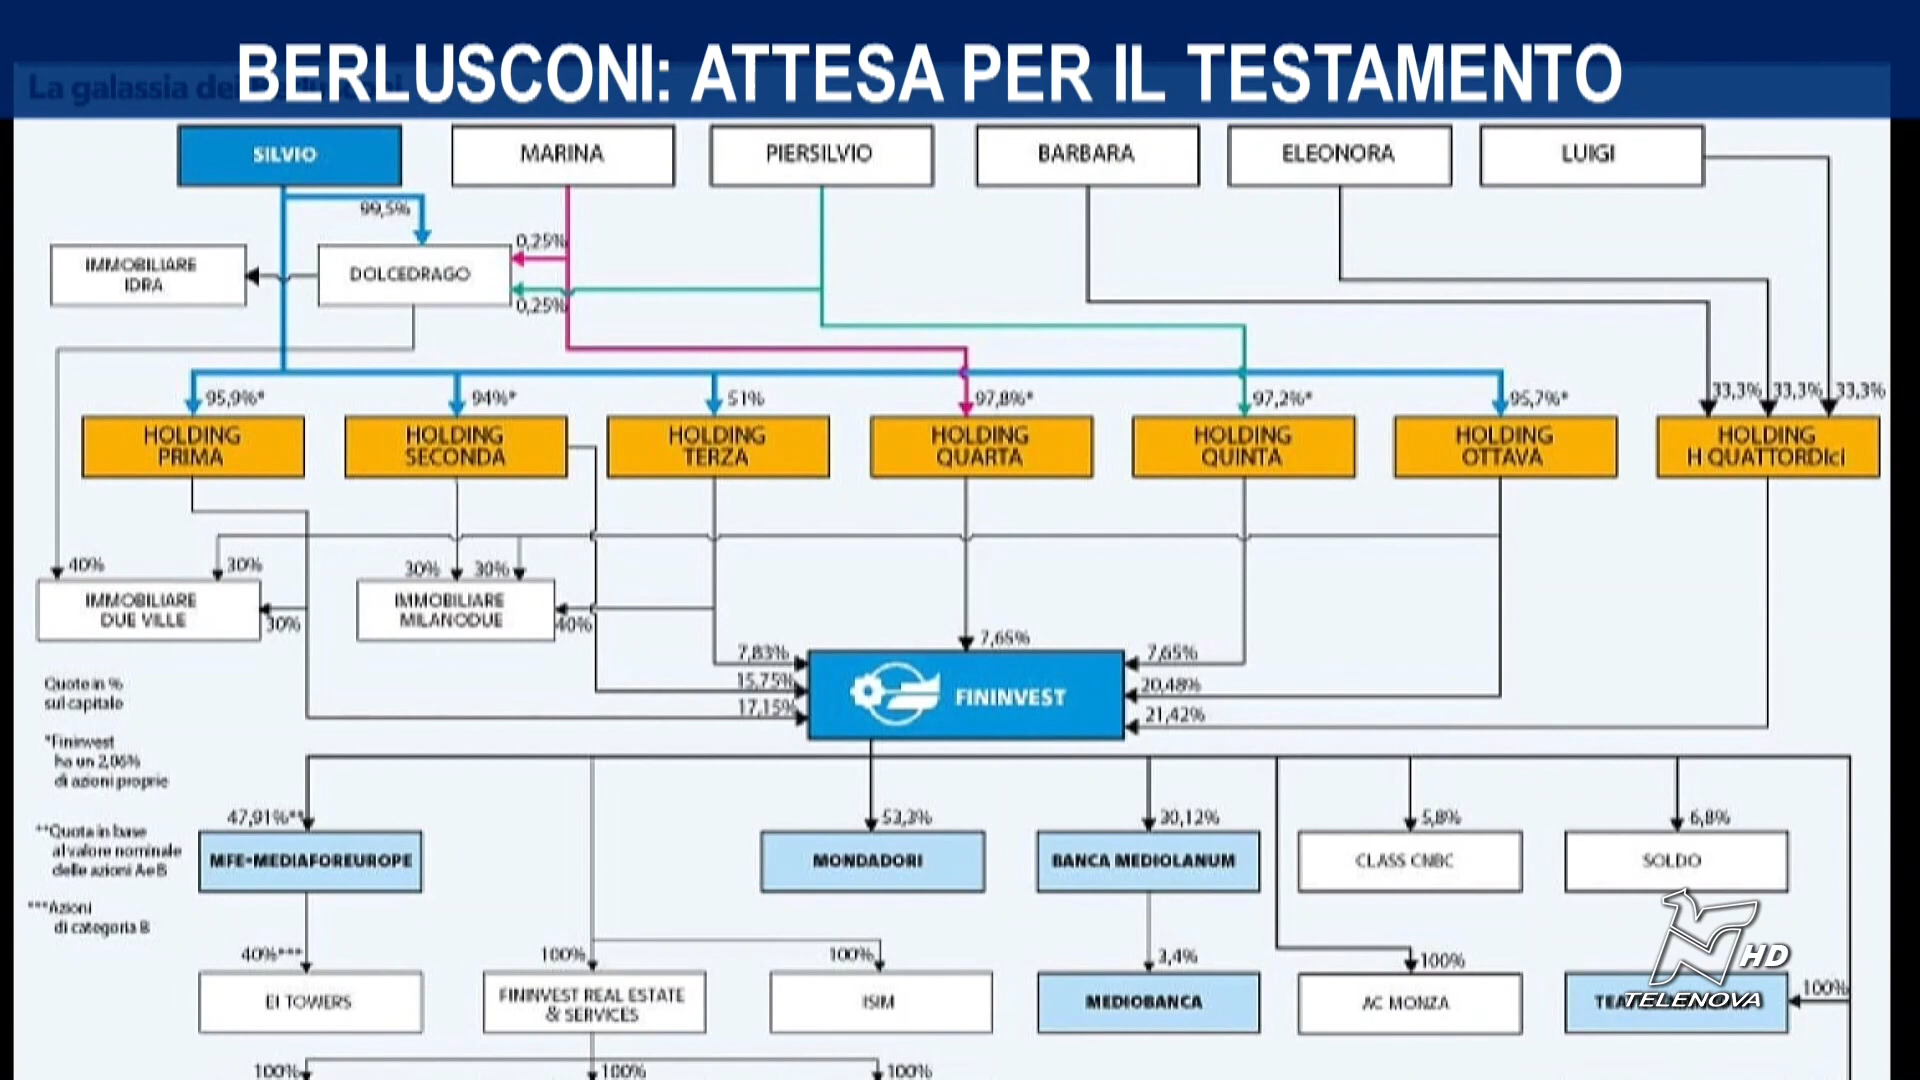 BERLUSCONI: ATTESA PER IL TESTAMENTO
La galassia dei
SILVIO
MARINA
PIERSILVIO
BARBARA
ELEONORA
LUIGI
99,5%
0,25%
IMMOBILIARE
IDRA
DOLCEDRAGO
0,25%
95,9%*
94%*
51%
97,8%*
97,2%*
95,7%*
33,3%
33,3%
33,3%
HOLDING
PRIMA
HOLDING
SECONDA
HOLDING
TERZA
HOLDING
QUARTA
HOLDING
QUINTA
HOLDING
OTTAVA
HOLDING
H QUATTORDIci
40%
30%
30%
30%
IMMOBILIARE
DUE VILLE
30%
IMMOBILIARE
MILANODUE
40%
7,83%
7,65%
7,65%
15,75%
20,48%
17,15%
21,42%
FININVEST
Quote in %
sul capitale
*Fininvest
ha un 2,06%
di azioni proprie
**Quota in base
al valore nominale
delle azioni A e B
***Azioni
di categoria B
47,91%**
53,3%
30,12%
5,8%
6,8%
MFE-MEDIAFOREUROPE
MONDADORI
BANCA MEDIOLANUM
CLASS CNBC
SOLDO
40%***
100%
100%
3,4%
100%
100%
EI TOWERS
FININVEST REAL ESTATE
& SERVICES
ISIM
MEDIOBANCA
AC MONZA
HD
TELENOVA
100%
100%
100%